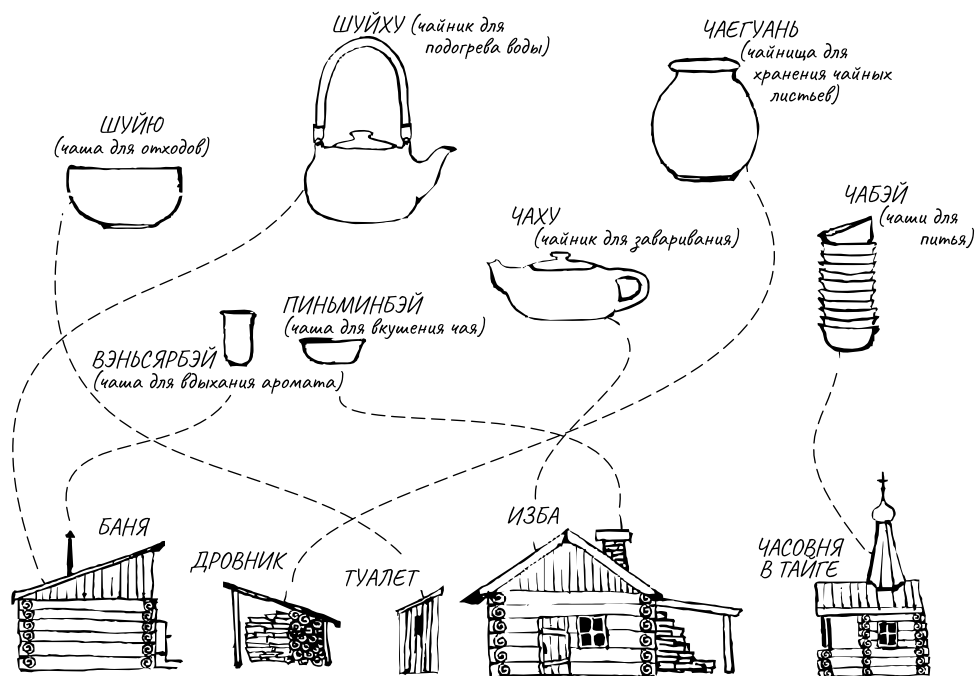 ШУЙХУ (чайник для
подогрева воды)
ЧАЕГУАНЬ
(чайница для
хранения чайных
листьев)
ШУЙЮ
(чаша для отходов)
ЧАБЭЙ
(чаши для
питья)
ЧАХУ
(чайник для заваривания)
ПИНЬМИНБЭЙ
(чаша для вкушения чая)
ВЭНЬСЯРБЭЙ
(чаша для вдыхания аромата)
БАНЯ
ДРОВНИК
ТУАЛЕТ
ИЗБА
ЧАСОВНЯ
В ТАЙГЕ